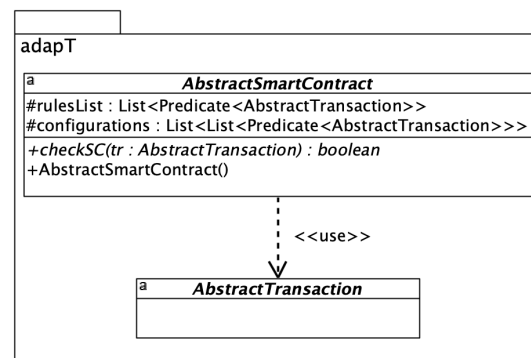 adapT
a
AbstractSmartContract
#rulesList : List<Predicate<AbstractTransaction>>
#configurations : List<List<Predicate<AbstractTransaction>>>
+checkSC(tr : AbstractTransaction) : boolean
+AbstractSmartContract()
<<use>>
a
AbstractTransaction